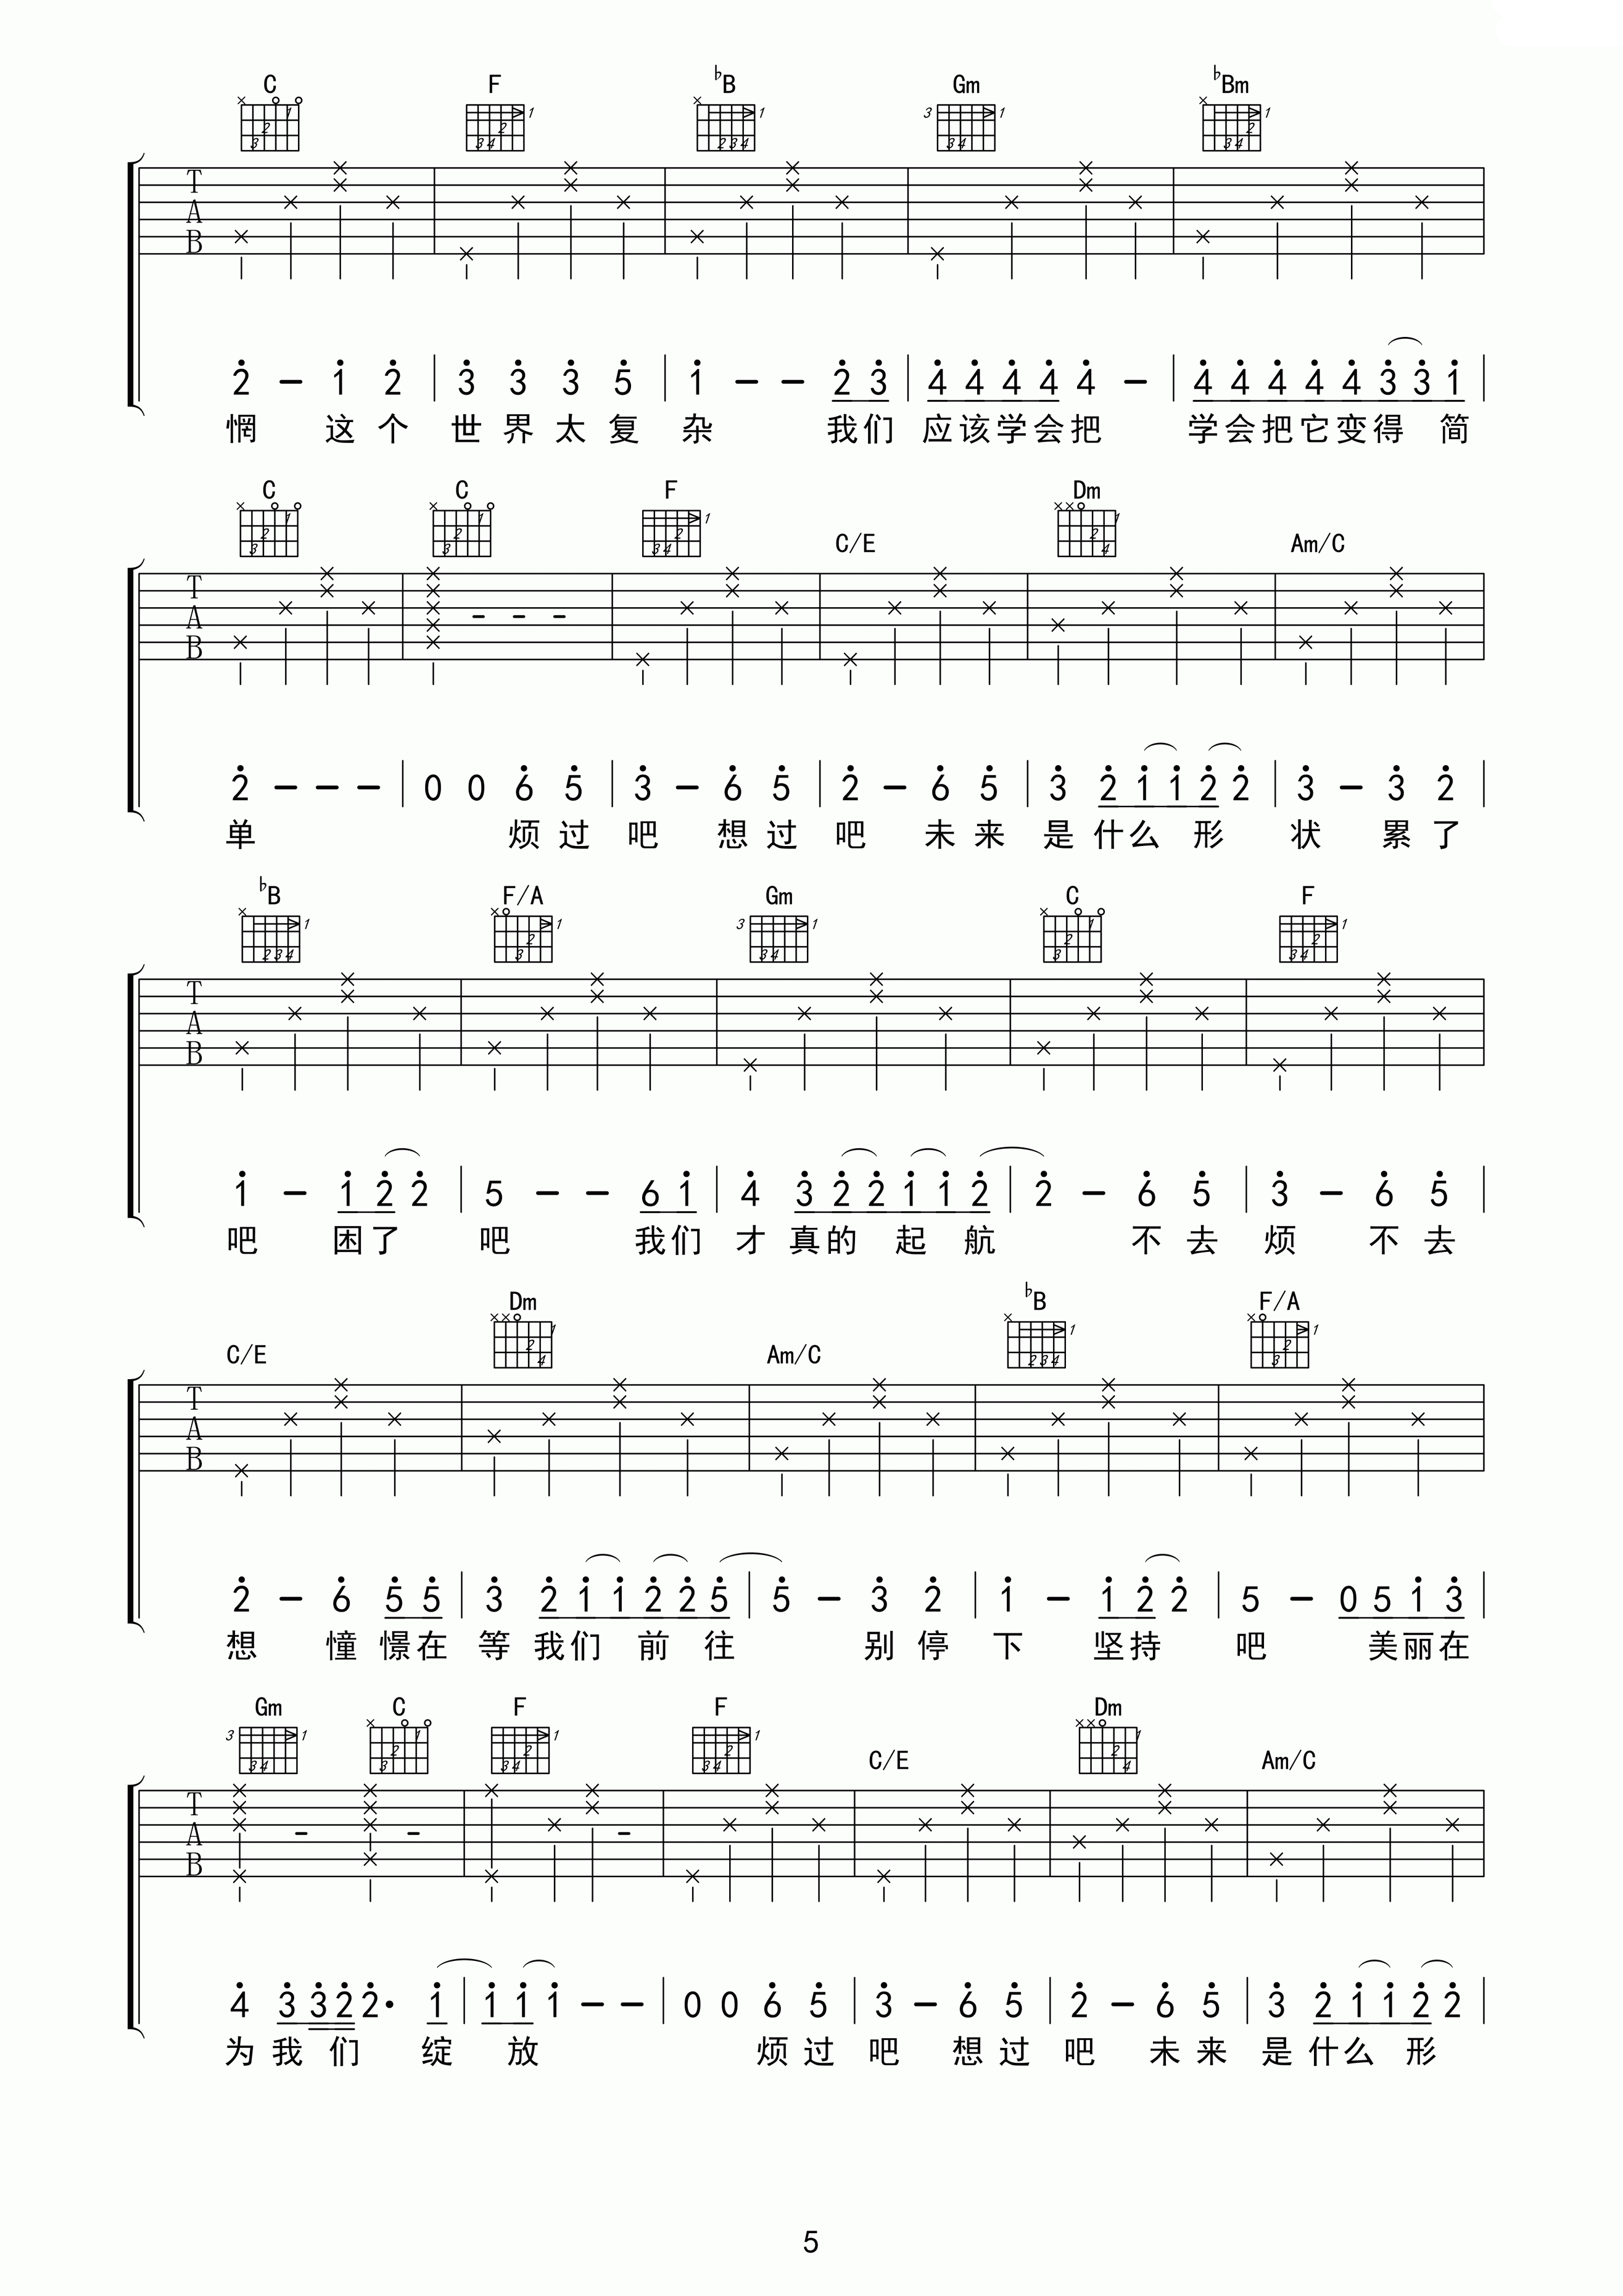 C F ♭B Gm ♭Bm
T A B
2 - 1 2 | 3 3 3 5 | 1 - - 2 3 | 4 4 4 4 4 - | 4 4 4 4 4 3 3 1 |
惘 这 个 世 界 太 复 杂 我 们 应 该 学 会 把 学 会 把 它 变 得 简
C C F C/E Dm Am/C
T A B
2 - - - | 0 0 6 5 | 3 - 6 5 | 2 - 6 5 | 3 2 1 1 2 2 | 3 - 3 2 |
单 烦 过 吧 想 过 吧 未 来 是 什 么 形 状 累 了
♭B F/A Gm C F
T A B
1 - 1 2 2 | 5 - - 6 1 | 4 3 2 2 1 1 2 | 2 - 6 5 | 3 - 6 5
吧 困 了 吧 我 们 才 真 的 起 航 不 去 烦 不 去
C/E Dm Am/C ♭B F/A
T A B
2 - 6 5 5 | 3 2 1 1 2 2 5 | 5 - 3 2 | 1 - 1 2 2 | 5 - 0 5 1 3 |
想 憧 憬 在 等 我 们 前 往 别 停 下 坚 持 吧 美 丽 在
Gm C F F C/E Dm Am/C
T A B
4 3 3 2 2 · 1 | 1 1 1 - - | 0 0 6 5 | 3 - 6 5 | 2 - 6 5 | 3 2 1 1 2 2 |
为 我 们 绽 放 烦 过 吧 想 过 吧 未 来 是 什 么 形
5